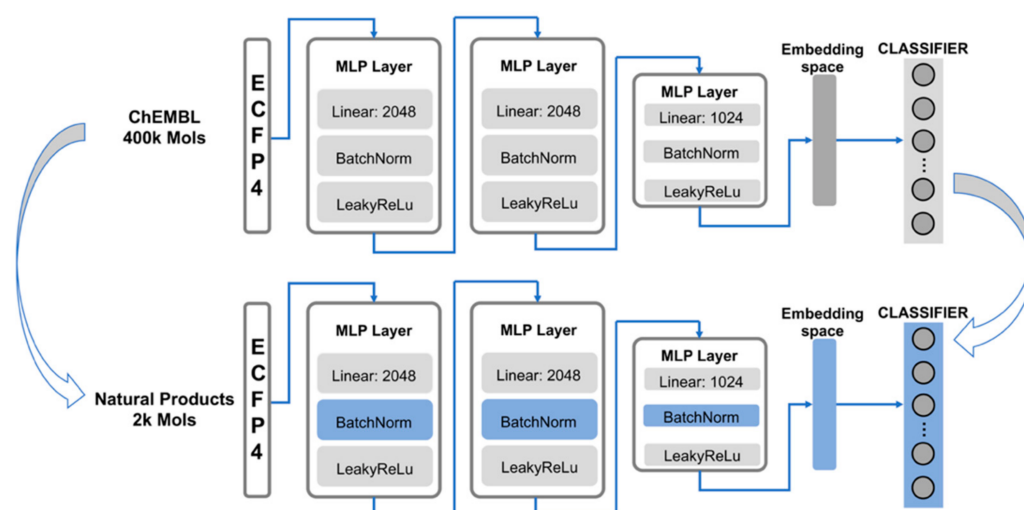 ChEMBL
400k Mols
E
C
F
P
4
MLP Layer
Linear: 2048
BatchNorm
LeakyReLu
MLP Layer
Linear: 2048
BatchNorm
LeakyReLu
MLP Layer
Linear: 1024
BatchNorm
LeakyReLu
Embedding
space
CLASSIFIER
Natural Products
2k Mols
E
C
F
P
4
MLP Layer
Linear: 2048
BatchNorm
LeakyReLu
MLP Layer
Linear: 2048
BatchNorm
LeakyReLu
MLP Layer
Linear: 1024
BatchNorm
LeakyReLu
Embedding
space
CLASSIFIER